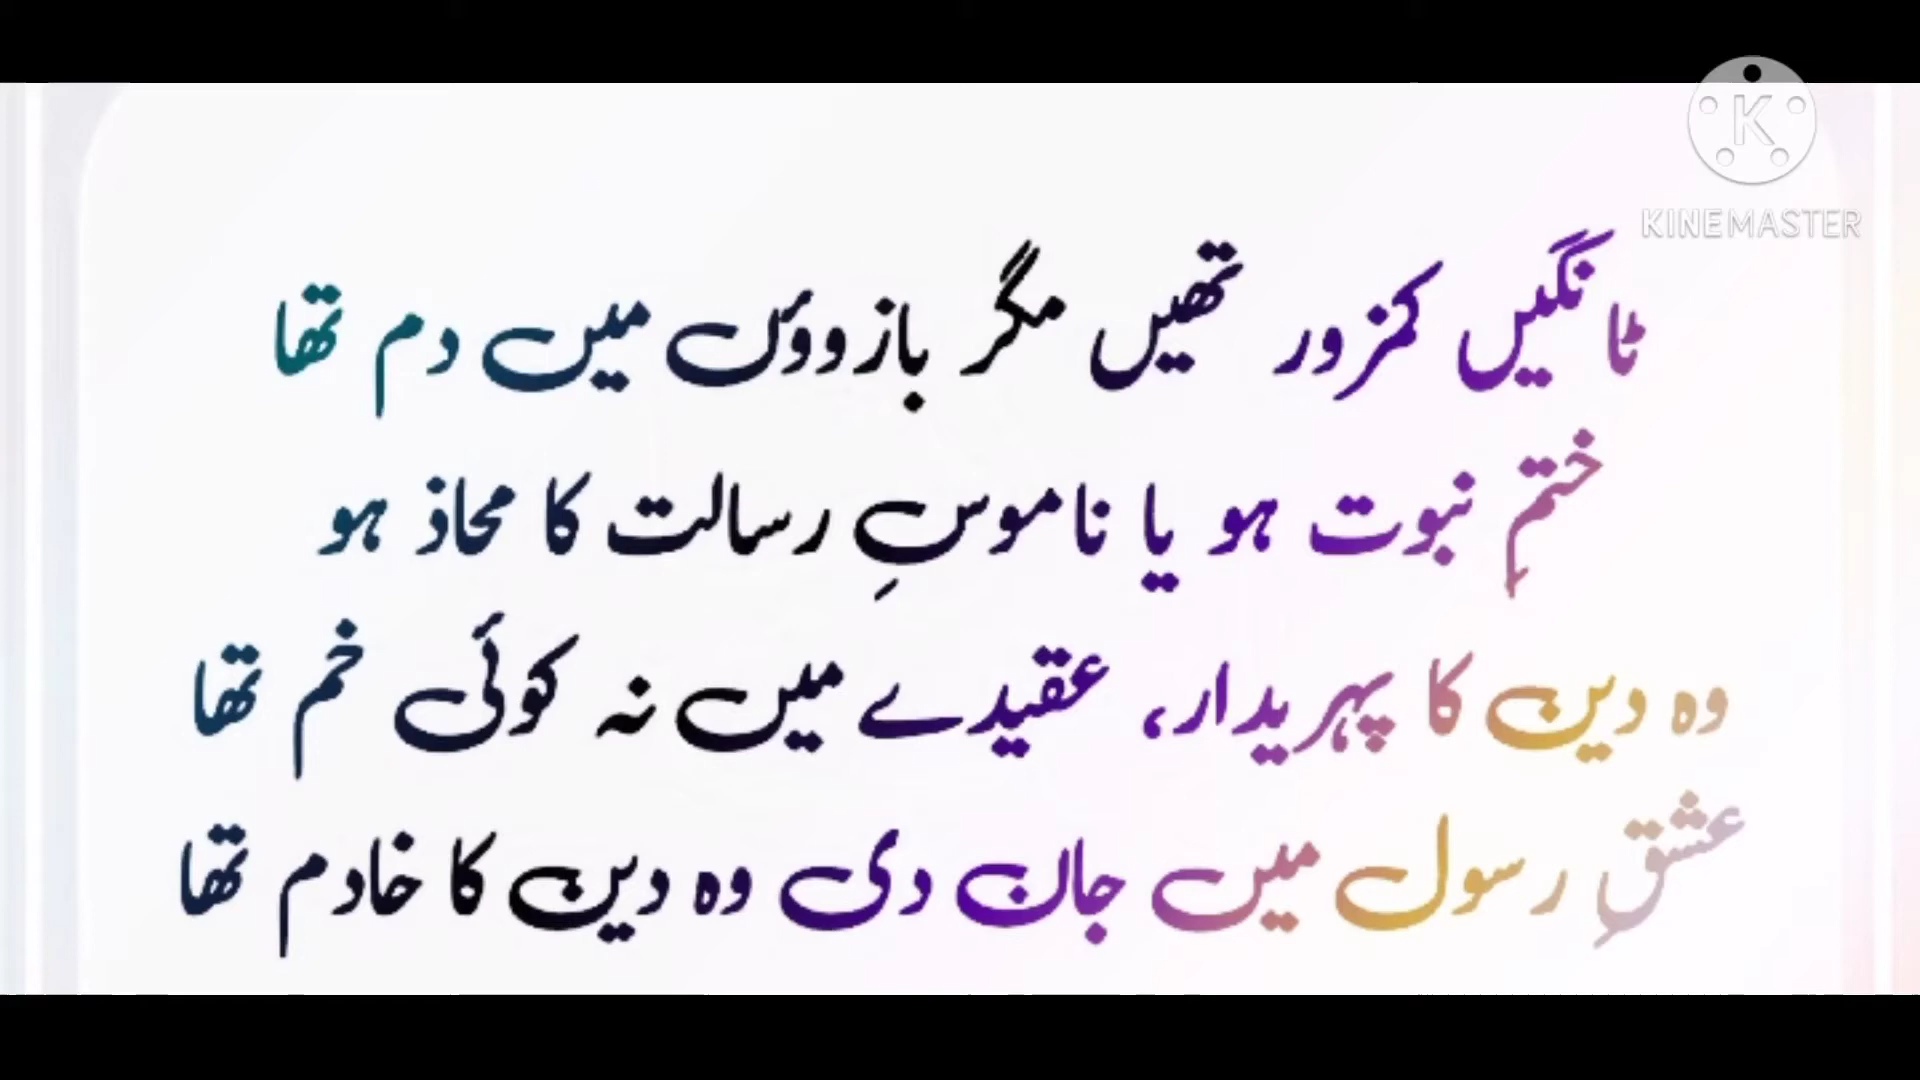 KINEMASTER
ٹانگیں کمزور تھیں مگر بازووٗں میں دم تھا
ختمِ نبوت ہو یا ناموسِ رسالت کا محاذ ہو
وہ دین کا پہریدار، عقیدے میں نہ کوئی خم تھا
عشقِ رسول میں جان دی وہ دین کا خادم تھا